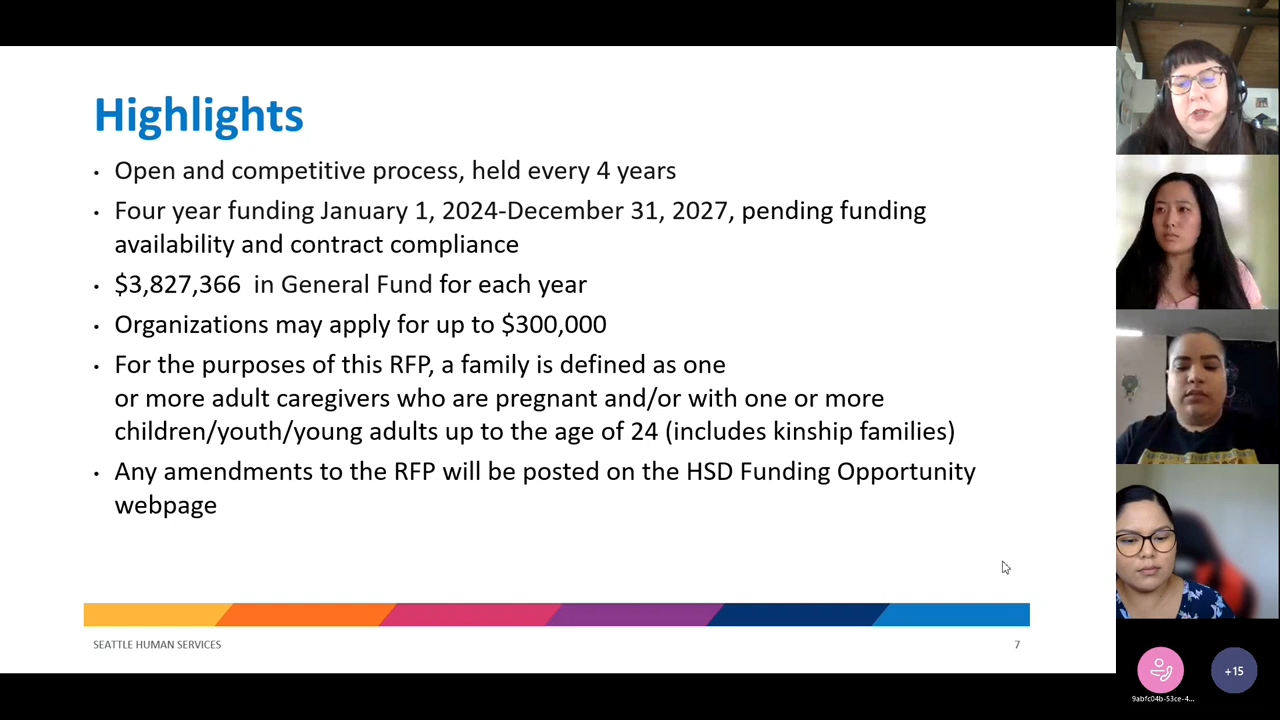 Highlights
• Open and competitive process, held every 4 years
• Four year funding January 1, 2024-December 31, 2027, pending funding
availability and contract compliance
• $3,827,366  in General Fund for each year
• Organizations may apply for up to $300,000
• For the purposes of this RFP, a family is defined as one
or more adult caregivers who are pregnant and/or with one or more
children/youth/young adults up to the age of 24 (includes kinship families)
• Any amendments to the RFP will be posted on the HSD Funding Opportunity
webpage
SEATTLE HUMAN SERVICES
7
+15
9abfc04b-53ce-4...